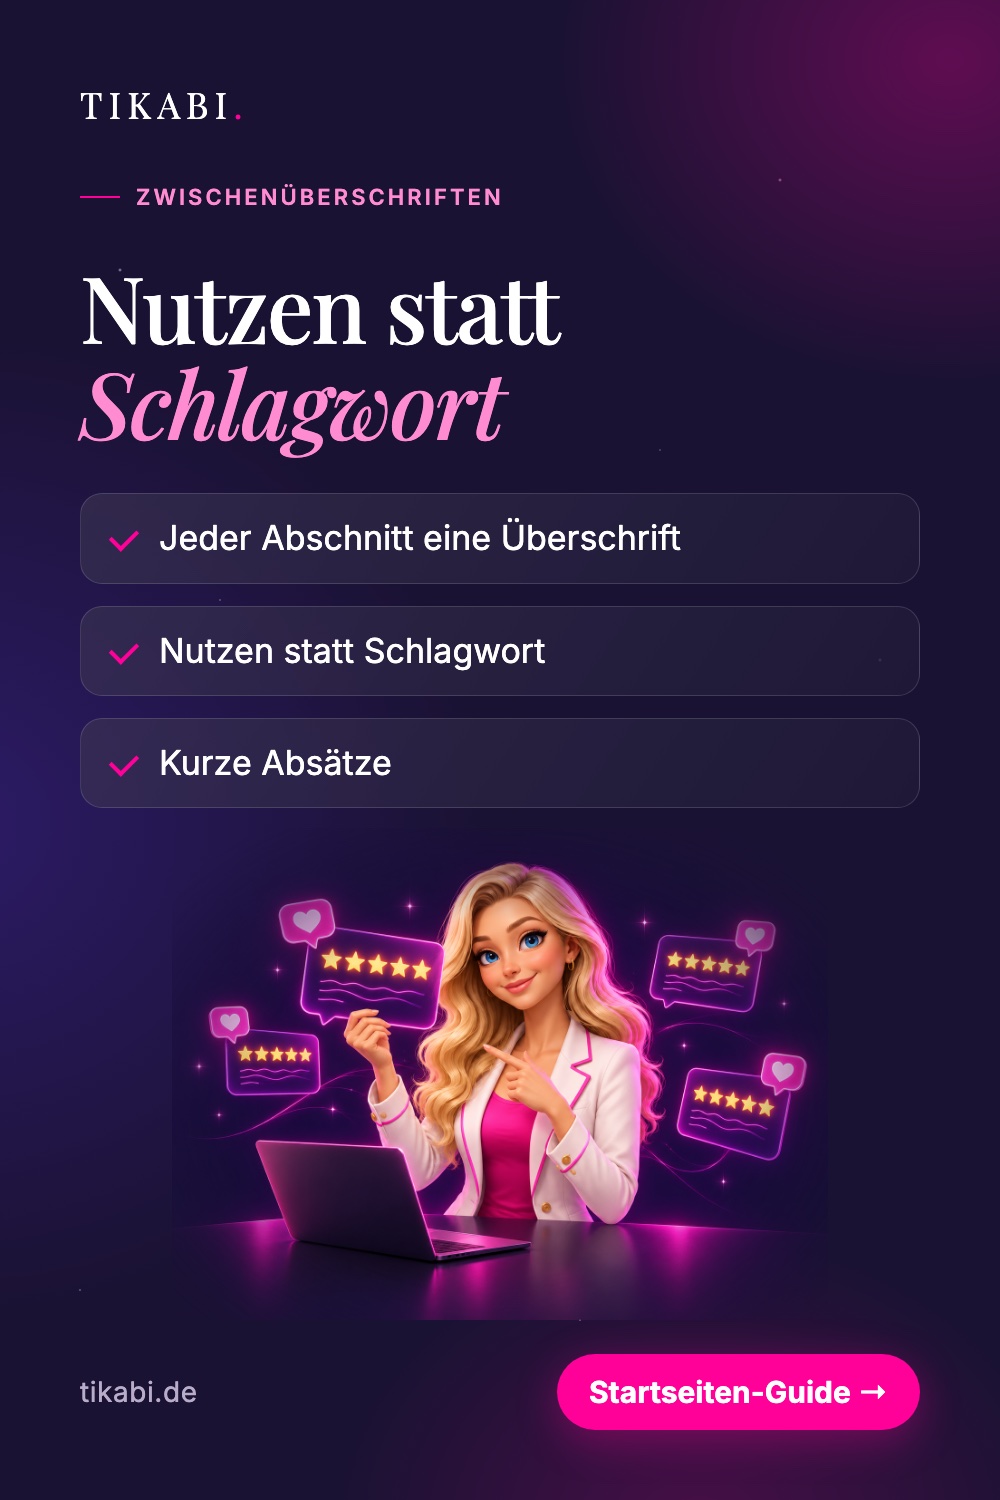 TIKABI.
ZWISCHENÜBERSCHRIFTEN
Nutzen statt
Schlagwort
Jeder Abschnitt eine Überschrift
Nutzen statt Schlagwort
Kurze Absätze
tikabi.de
Startseiten-Guide →